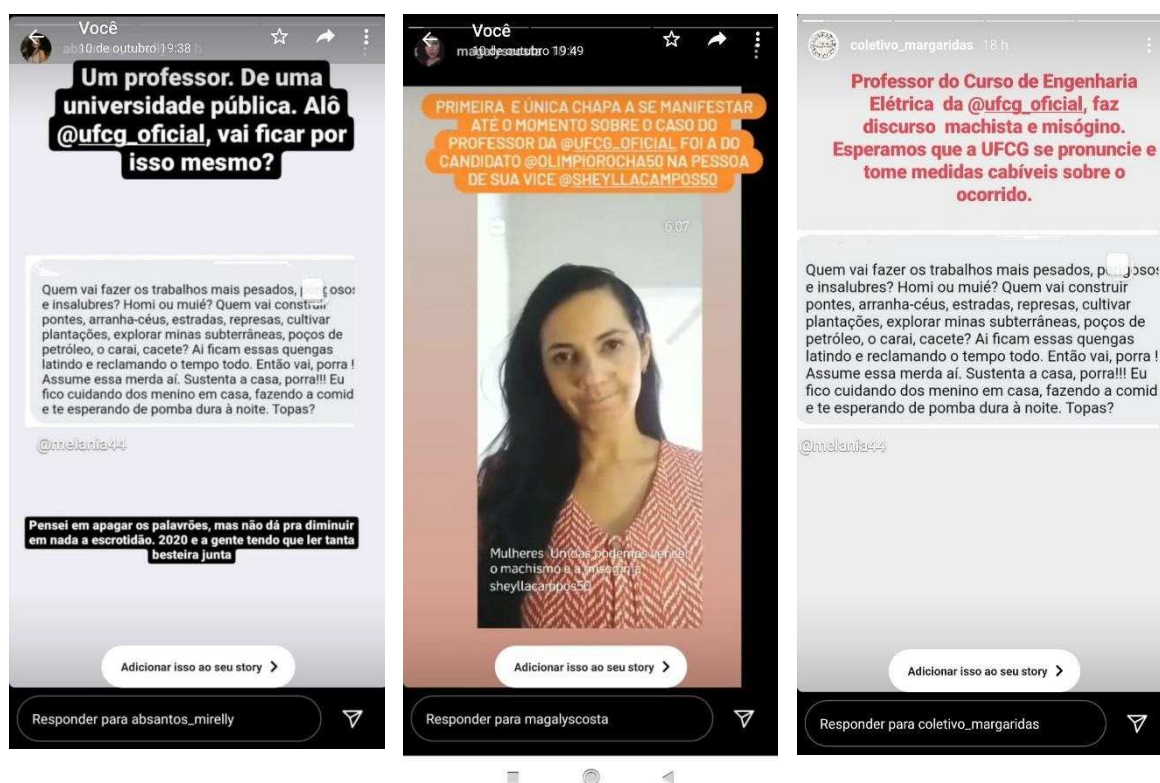 Você
10 de outubro 19:38
Um professor. De uma
universidade pública. Alô
@ufcg_oficial, vai ficar por
isso mesmo?
Quem vai fazer os trabalhos mais pesados,
e insalubres? Homi ou muié? Quem vai construir
pontes, arranha-céus, estradas, represas, cultivar
plantações, explorar minas subterrâneas, poços de
petróleo, o carai, cacete? Ai ficam essas quengas
latindo e reclamando o tempo todo. Então vai, porra !
Assume essa merda aí. Sustenta a casa, porra!!! Eu
fico cuidando dos menino em casa, fazendo a comid
e te esperando de pomba dura à noite. Topas?
@melania44
Pensei em apagar os palavrões, mas não dá pra diminuir
em nada a escrotidão. 2020 e a gente tendo que ler tanta
besteira junta
Adicionar isso ao seu story
Responder para absantos_mirelly
Você
10 de outubro 19:49
PRIMEIRA E ÚNICA CHAPA A SE MANIFESTAR
ATÉ O MOMENTO SOBRE O CASO DO
PROFESSOR DA @UFCG_OFICIAL FOI A DO
CANDIDATO @OLIMPIOROCHA50 NA PESSOA
DE SUA VICE @SHEYLLACAMPOS50
6:07
Mulheres Unidas podemos vencer
o machismo e a misoginia
sheyllacampos50
Adicionar isso ao seu story
Responder para magalyscosta
coletivo_margaridas 18 h
Professor do Curso de Engenharia
Elétrica da @ufcg_oficial, faz
discurso machista e misógino.
Esperamos que a UFCG se pronuncie e
tome medidas cabíveis sobre o
ocorrido.
Quem vai fazer os trabalhos mais pesados,
e insalubres? Homi ou muié? Quem vai construir
pontes, arranha-céus, estradas, represas, cultivar
plantações, explorar minas subterrâneas, poços de
petróleo, o carai, cacete? Ai ficam essas quengas
latindo e reclamando o tempo todo. Então vai, porra !
Assume essa merda aí. Sustenta a casa, porra!!! Eu
fico cuidando dos menino em casa, fazendo a comid
e te esperando de pomba dura à noite. Topas?
@melania44
Adicionar isso ao seu story
Responder para coletivo_margaridas